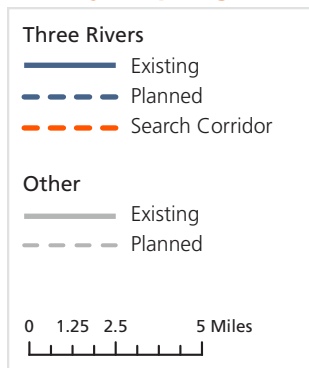 Three Rivers
Existing
Planned
Search Corridor
Other
Existing
Planned
0 1.25 2.5 5 Miles